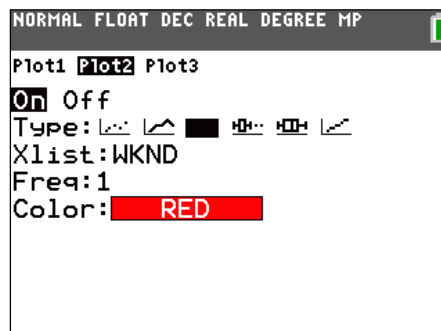 NORMAL FLOAT DEC REAL DEGREE MP
Plot1 Plot2 Plot3
On Off
Type:
Xlist:WKND
Freq:1
Color: RED